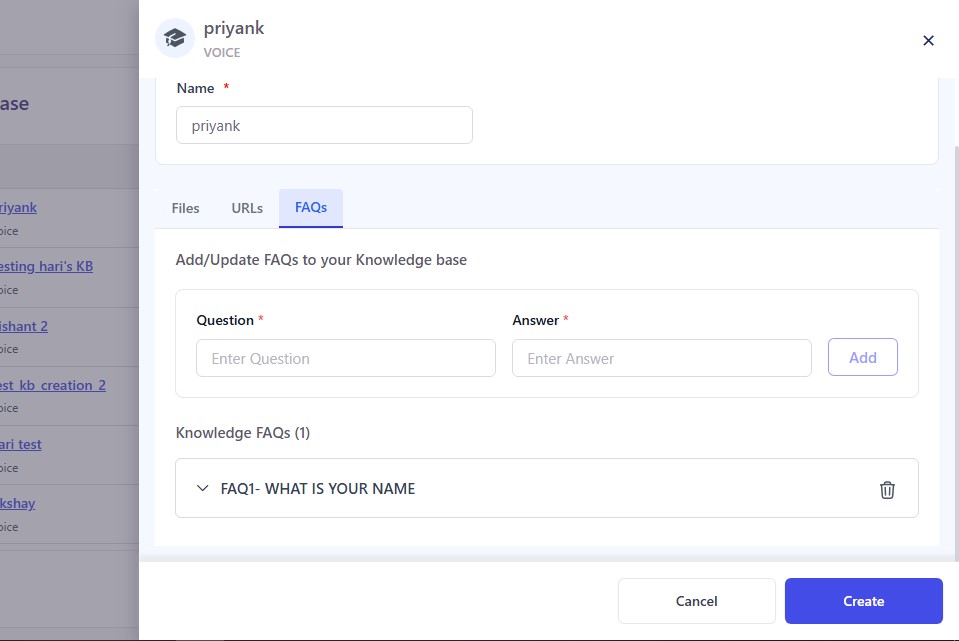 priyank
VOICE
Name *
priyank
Files URLs FAQs
Add/Update FAQs to your Knowledge base
Question * Answer *
Enter Question Enter Answer Add
Knowledge FAQs (1)
FAQ1- WHAT IS YOUR NAME
Cancel Create
ase
riyank
oice
esting hari's KB
oice
ishant 2
oice
est_kb_creation_2
oice
ari test
oice
kshay
oice